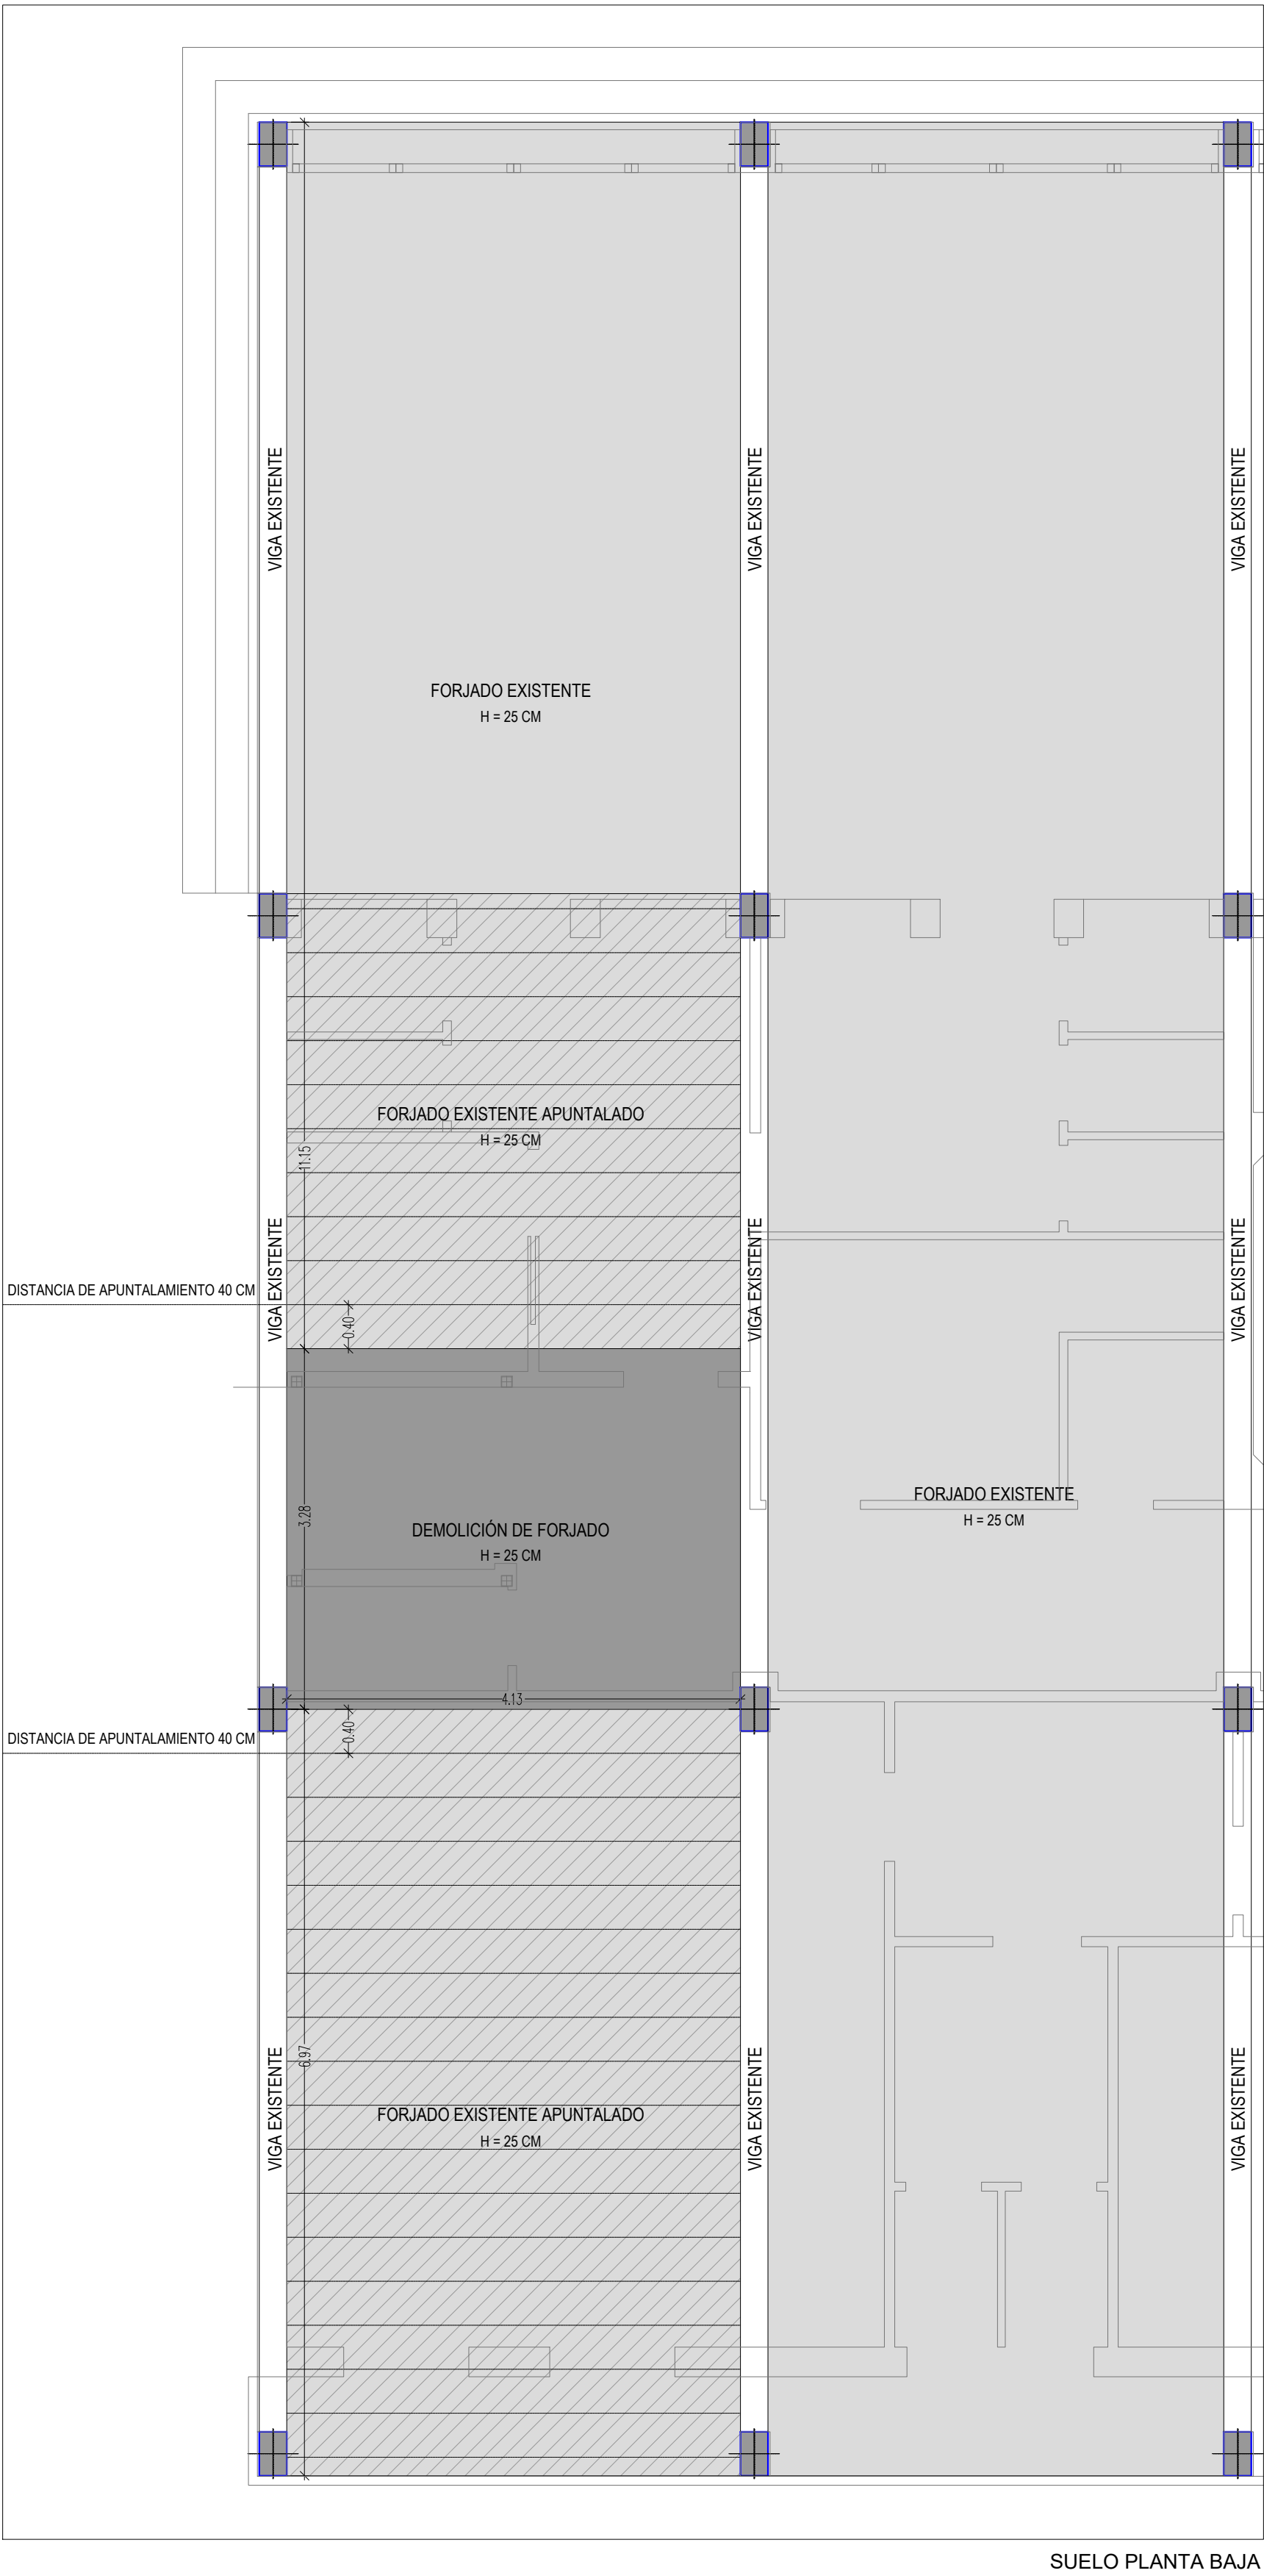 VIGA EXISTENTE
VIGA EXISTENTE
VIGA EXISTENTE
FORJADO EXISTENTE
H = 25 CM
FORJADO EXISTENTE APUNTALADO
H = 25 CM
11.15
VIGA EXISTENTE
VIGA EXISTENTE
VIGA EXISTENTE
DISTANCIA DE APUNTALAMIENTO 40 CM
0.40
FORJADO EXISTENTE
H = 25 CM
3.28
DEMOLICIÓN DE FORJADO
H = 25 CM
4.13
DISTANCIA DE APUNTALAMIENTO 40 CM
0.40
6.97
VIGA EXISTENTE
VIGA EXISTENTE
VIGA EXISTENTE
FORJADO EXISTENTE APUNTALADO
H = 25 CM
SUELO PLANTA BAJA